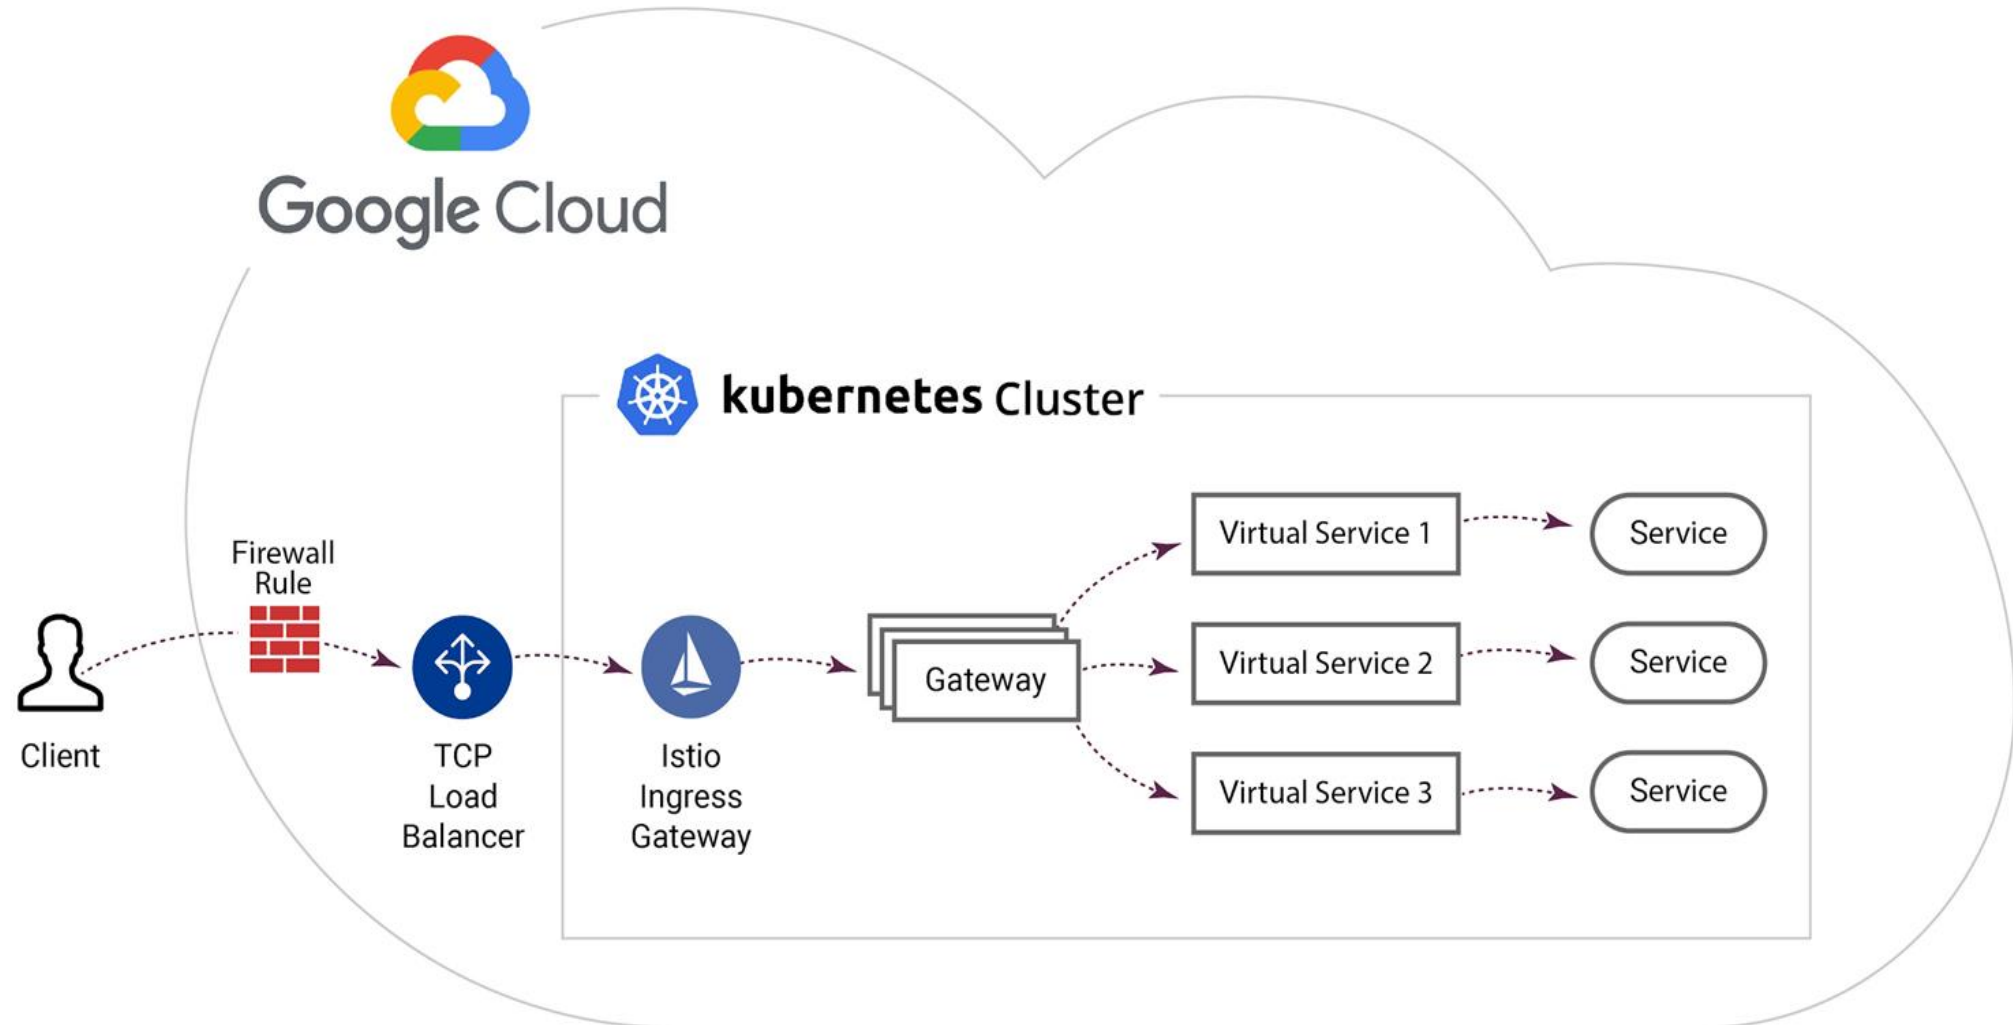 Google Cloud
kubernetes Cluster
Firewall
Rule
Client
TCP
Load
Balancer
Istio
Ingress
Gateway
Gateway
Virtual Service 1
Service
Virtual Service 2
Service
Virtual Service 3
Service